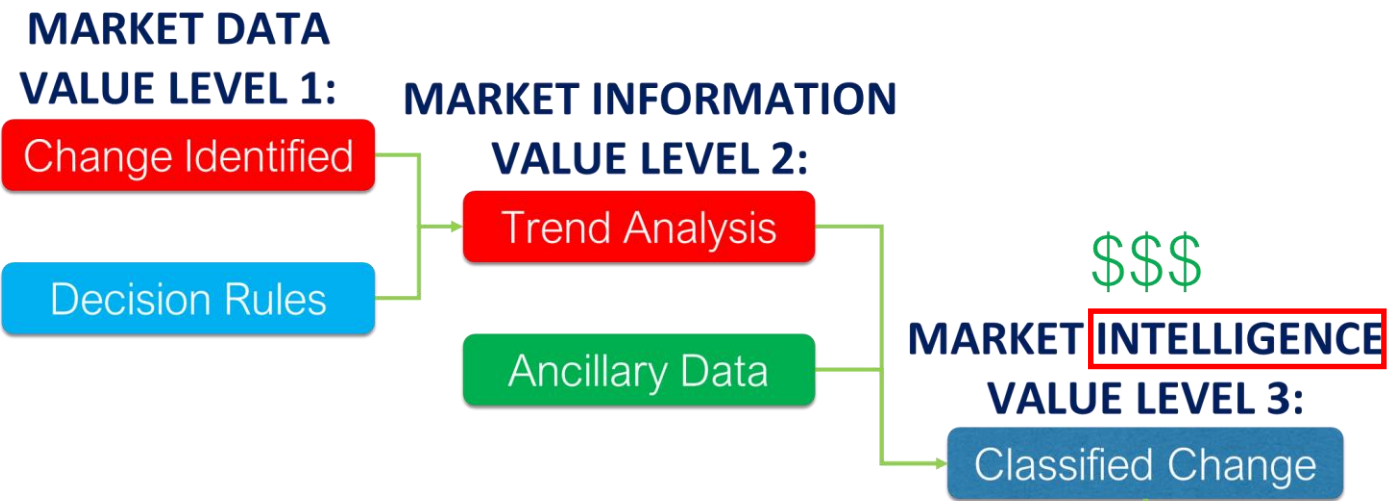 MARKET DATA
VALUE LEVEL 1:
Change Identified
Decision Rules
MARKET INFORMATION
VALUE LEVEL 2:
Trend Analysis
Ancillary Data
$$$
MARKET INTELLIGENCE
VALUE LEVEL 3:
Classified Change